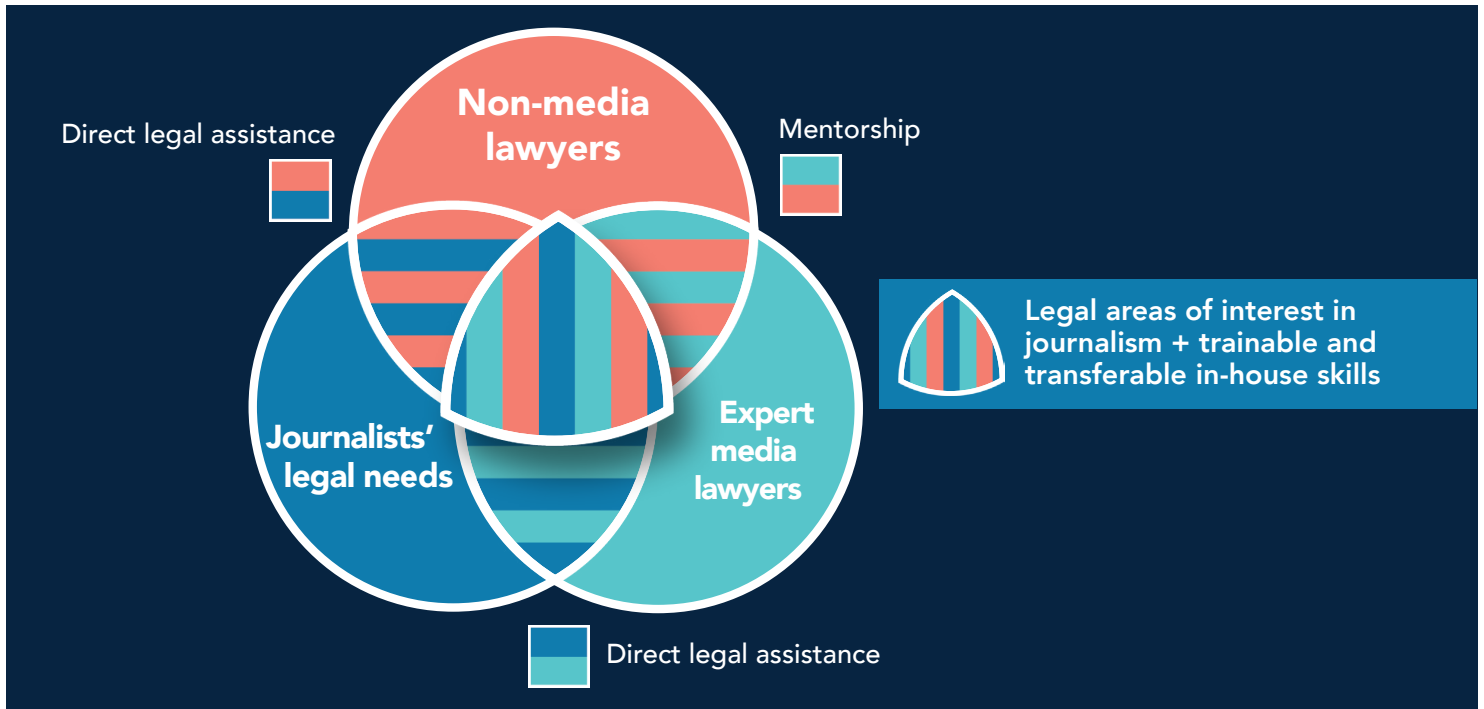 Non-media
lawyers
Direct legal assistance
Mentorship
Legal areas of interest in
journalism + trainable and
transferable in-house skills
Journalists’
legal needs
Expert
media
lawyers
Direct legal assistance